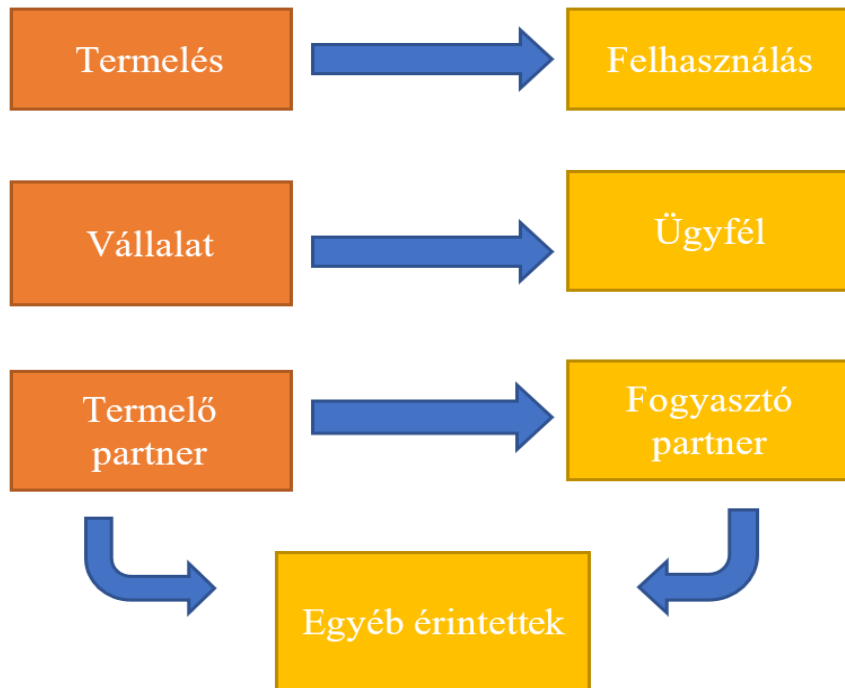 Termelés
Felhasználás
Vállalat
Ügyfél
Termelő
partner
Fogyasztó
partner
Egyéb érintettek